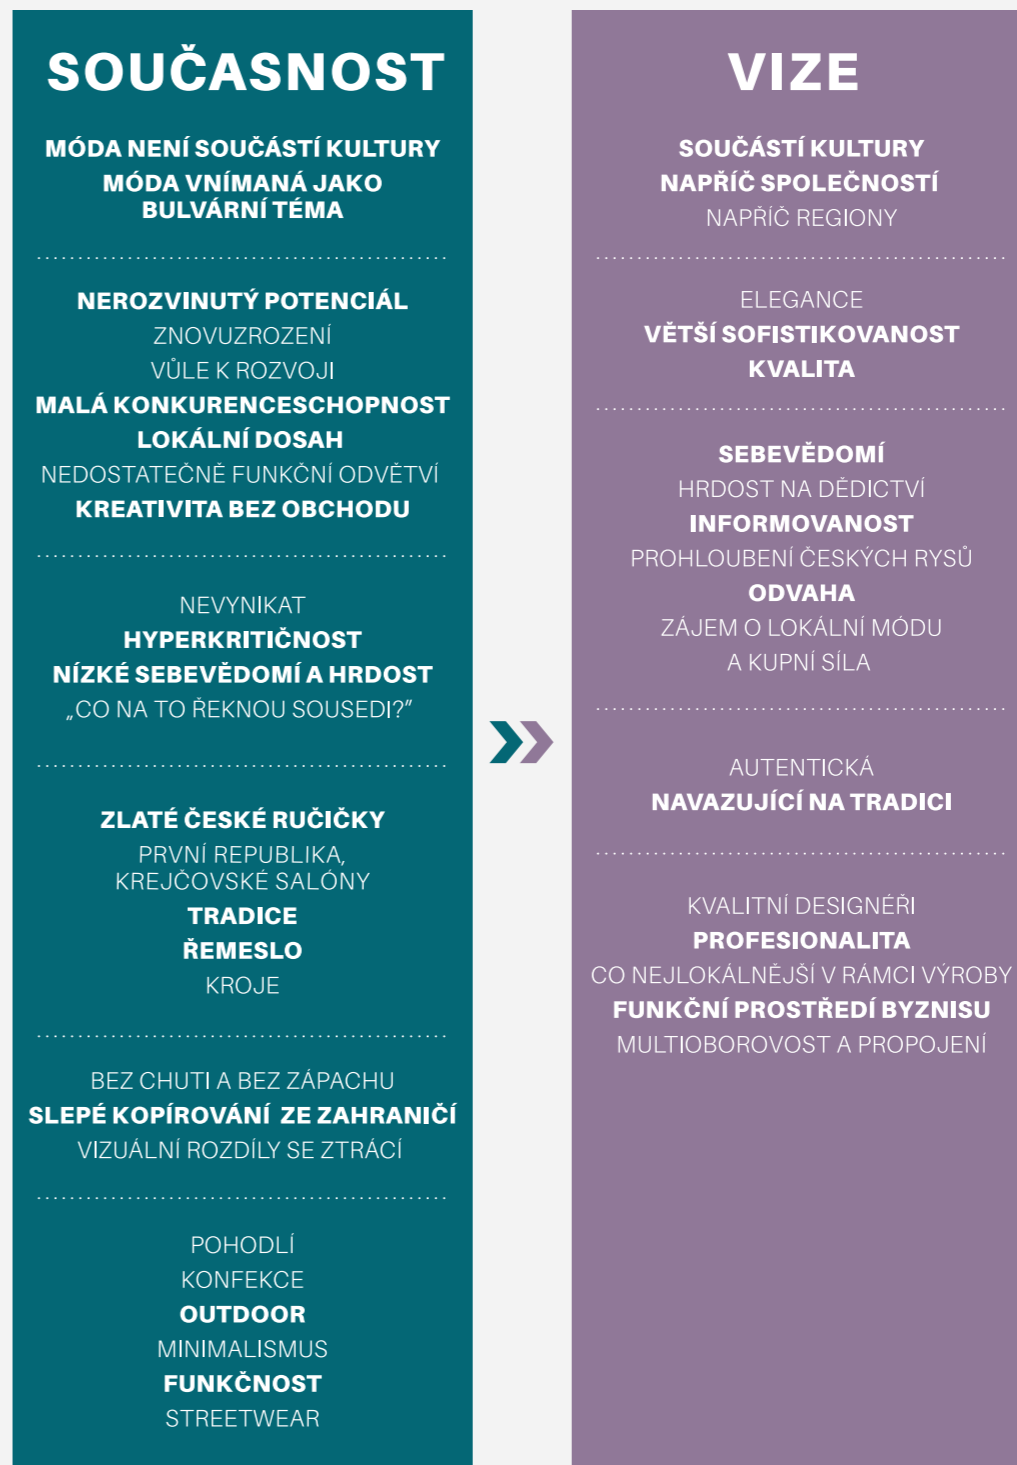 SOUČASNOST
MÓDA NENÍ SOUČÁSTÍ KULTURY
MÓDA VNÍMANÁ JAKO
BULVÁRNÍ TÉMA
NEROZVINUTÝ POTENCIÁL
ZNOVUZROZENÍ
VŮLE K ROZVOJI
MALÁ KONKURENCESCHOPNOST
LOKÁLNÍ DOSAH
NEDOSTATEČNĚ FUNKČNÍ ODVĚTVÍ
KREATIVITA BEZ OBCHODU
NEVYNIKAT
HYPERKRITIČNOST
NÍZKÉ SEBEVĚDOMÍ A HRDOST
„CO NA TO ŘEKNOU SOUSEDI?”
ZLATÉ ČESKÉ RUČIČKY
PRVNÍ REPUBLIKA,
KREJČOVSKÉ SALÓNY
TRADICE
ŘEMESLO
KROJE
BEZ CHUTI A BEZ ZÁPACHU
SLEPÉ KOPÍROVÁNÍ ZE ZAHRANIČÍ
VIZUÁLNÍ ROZDÍLY SE ZTRÁCÍ
POHODLÍ
KONFEKCE
OUTDOOR
MINIMALISMUS
FUNKČNOST
STREETWEAR
VIZE
SOUČÁSTÍ KULTURY
NAPŘÍČ SPOLEČNOSTÍ
NAPŘÍČ REGIONY
ELEGANCE
VĚTŠÍ SOFISTIKOVANOST
KVALITA
SEBEVĚDOMÍ
HRDOST NA DĚDICTVÍ
INFORMOVANOST
PROHLOUBENÍ ČESKÝCH RYSŮ
ODVAHA
ZÁJEM O LOKÁLNÍ MÓDU
A KUPNÍ SÍLA
AUTENTICKÁ
NAVAZUJÍCÍ NA TRADICI
KVALITNÍ DESIGNÉŘI
PROFESIONALITA
CO NEJLOKÁLNĚJŠÍ V RÁMCI VÝROBY
FUNKČNÍ PROSTŘEDÍ BYZNISU
MULTIOBOROVOST A PROPOJENÍ